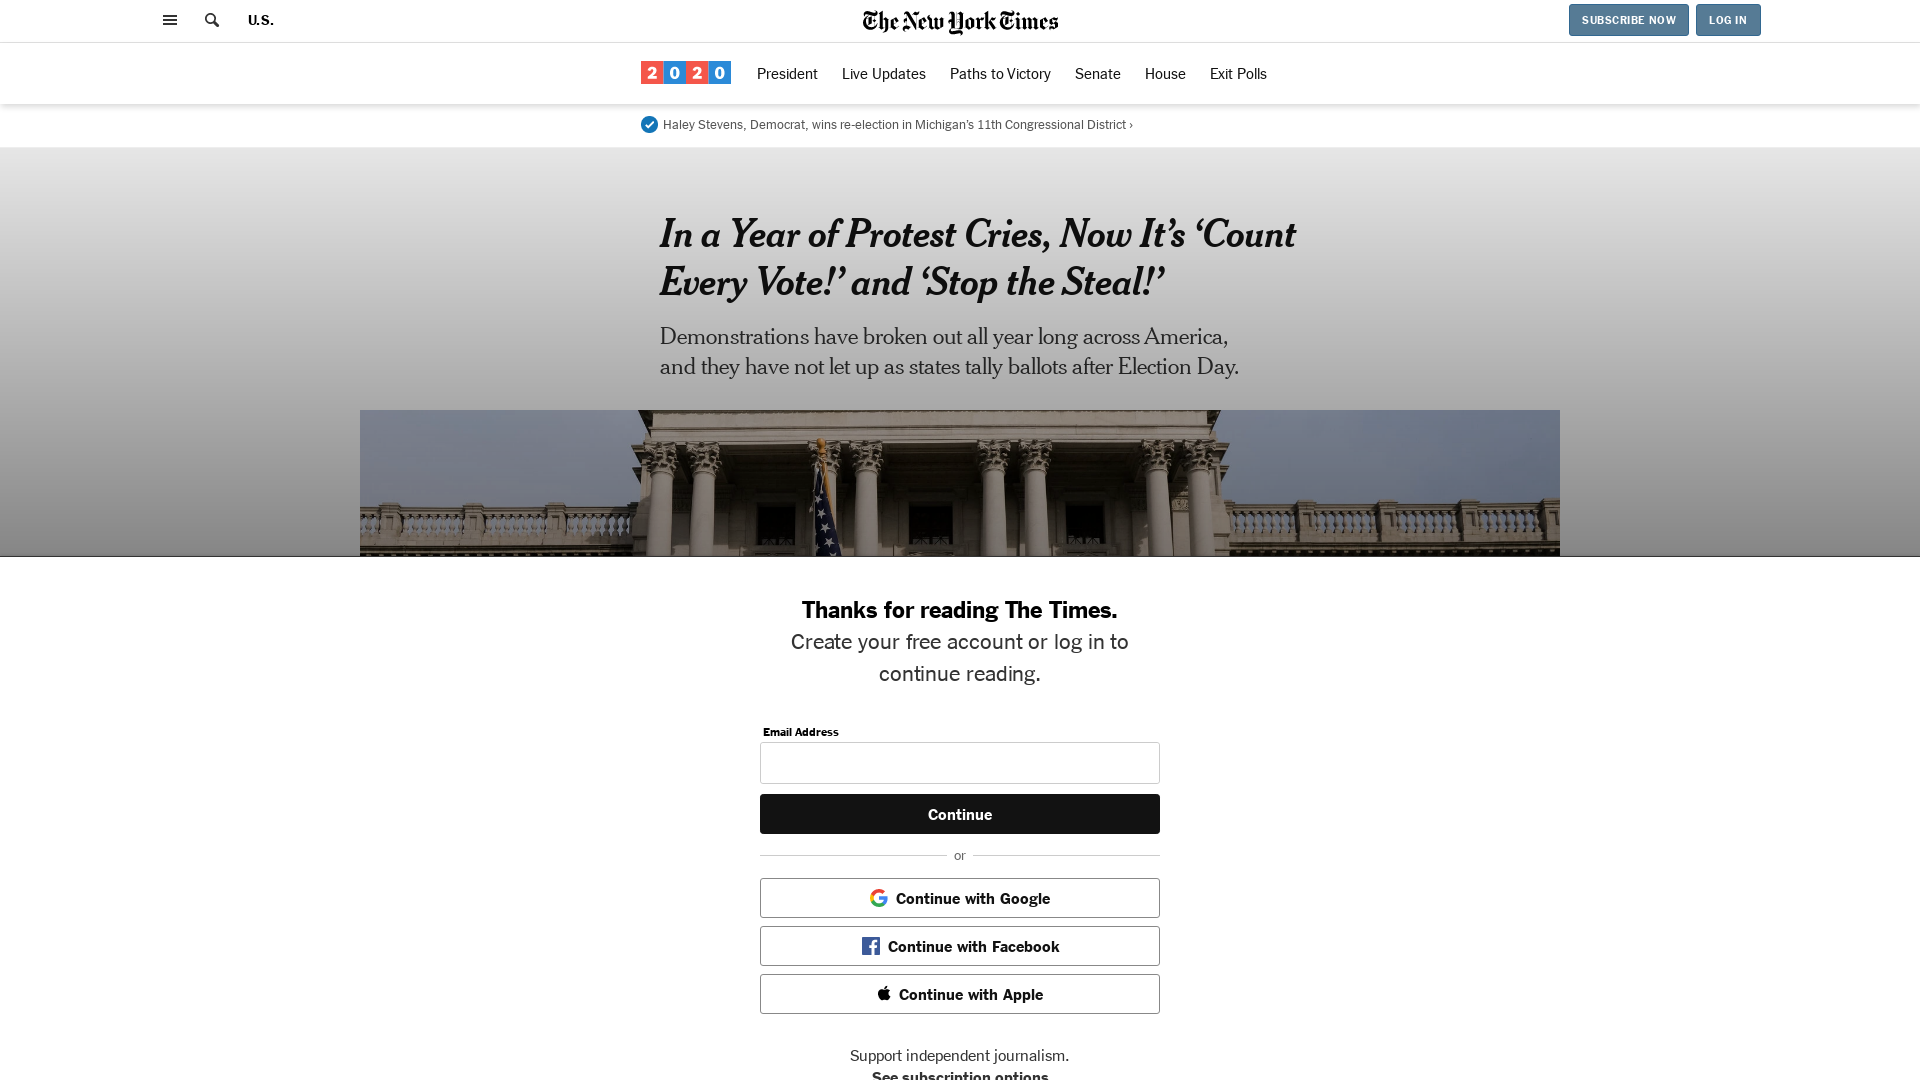 U.S.
The New York Times
SUBSCRIBE NOW
LOG IN
2020
President
Live Updates
Paths to Victory
Senate
House
Exit Polls
Haley Stevens, Democrat, wins re-election in Michigan’s 11th Congressional District ›
In a Year of Protest Cries, Now It’s ‘Count
Every Vote!’ and ‘Stop the Steal!’
Demonstrations have broken out all year long across America,
and they have not let up as states tally ballots after Election Day.
Thanks for reading The Times.
Create your free account or log in to
continue reading.
Email Address
Continue
or
Continue with Google
Continue with Facebook
Continue with Apple
Support independent journalism.
See subscription options